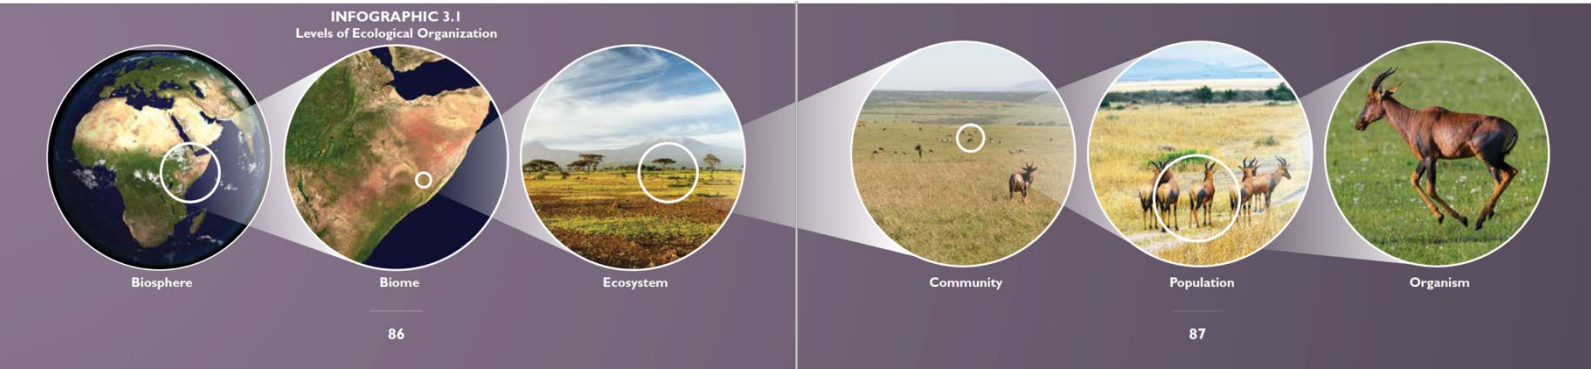 INFOGRAPHIC 3.1
Levels of Ecological Organization
Biosphere
Biome
Ecosystem
Community
Population
Organism
86
87